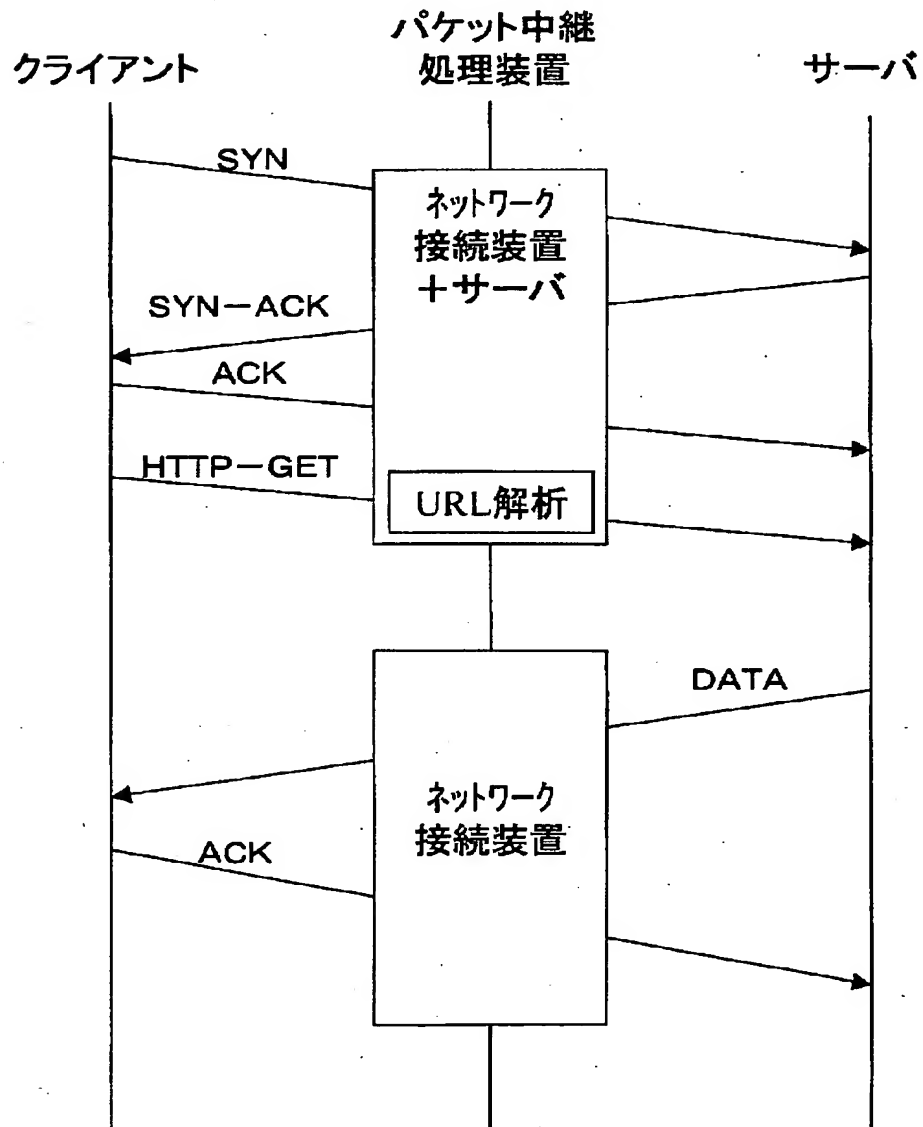 パケット中継
処理装置
クライアント
サーバ
SYN
ネットワーク
接続装置
+サーバ
SYN-ACK
ACK
HTTP-GET
URL解析
DATA
ネットワーク
接続装置
ACK